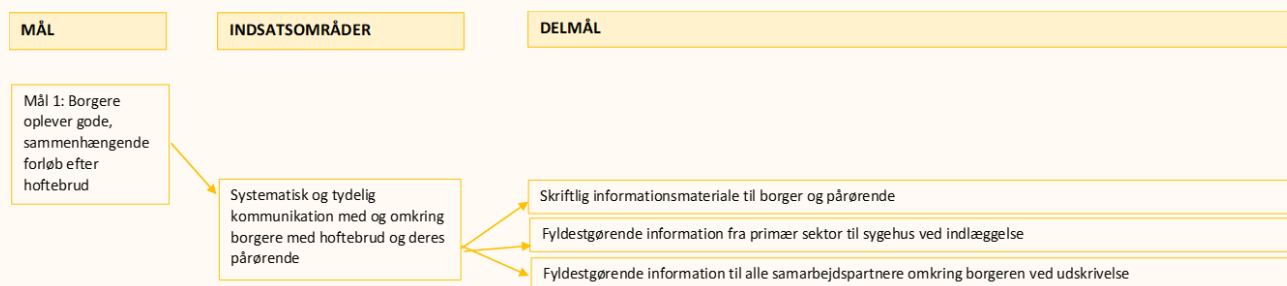 MÅL
INDSATSOMRÅDER
DELMÅL
Mål 1: Borgere
oplever gode,
sammenhængende
forløb efter
hoftebrud
Systematisk og tydelig
kommunikation med og omkring
borgere med hoftebrud og deres
pårørende
Skriftlig informationsmateriale til borger og pårørende
Fyldestgørende information fra primær sektor til sygehus ved indlæggelse
Fyldestgørende information til alle samarbejdspartnere omkring borgeren ved udskrivelse